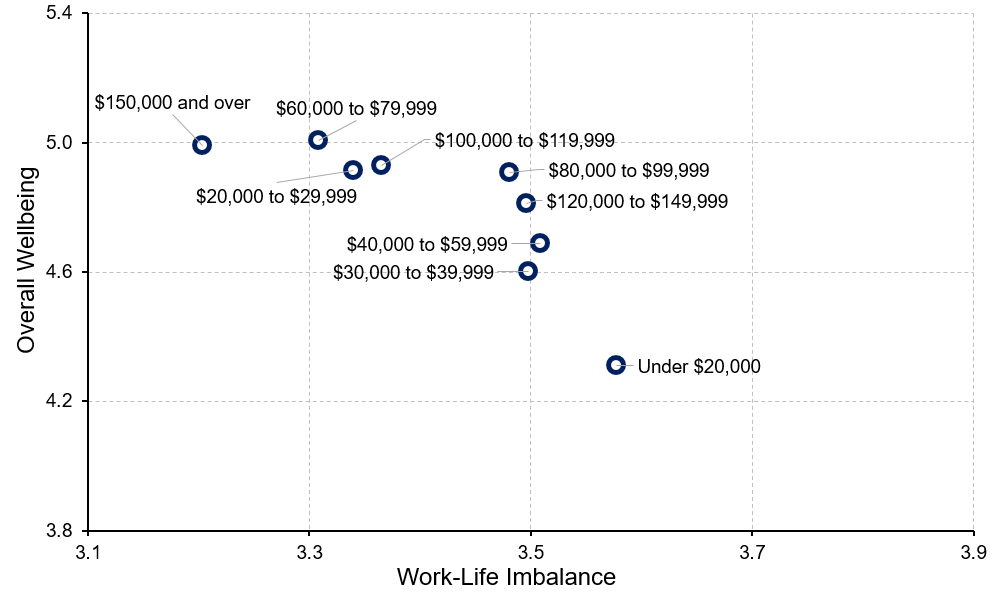 5.4
$150,000 and over
$60,000 to $79,999
5.0
$100,000 to $119,999
$80,000 to $99,999
$20,000 to $29,999
$120,000 to $149,999
Overall Wellbeing
$40,000 to $59,999
4.6
$30,000 to $39,999
Under $20,000
4.2
3.8
3.1 3.3 3.5 3.7 3.9
Work-Life Imbalance